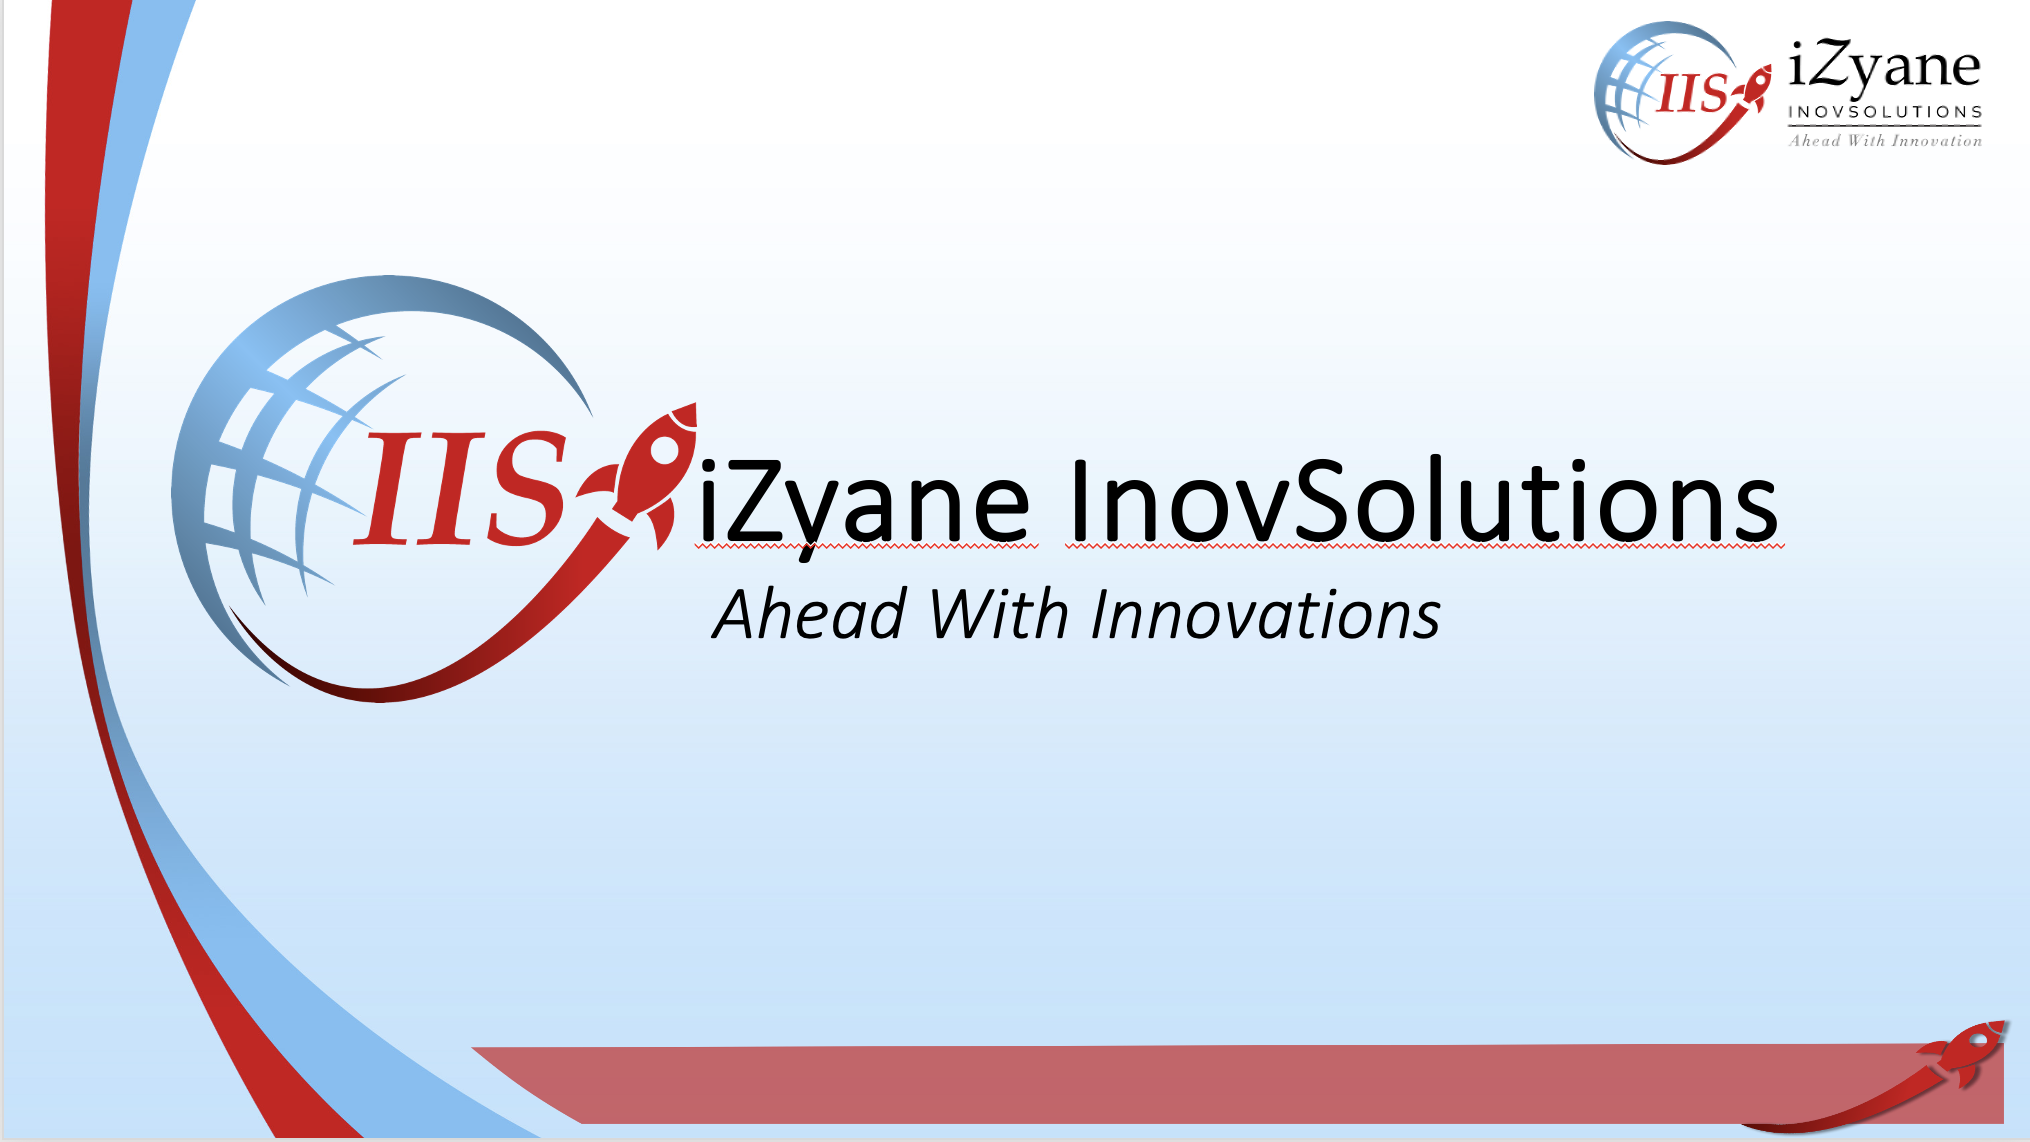 IIS
iZyane
INOVSOLUTIONS
Ahead With Innovation
IIS
iZyane InovSolutions
Ahead With Innovations